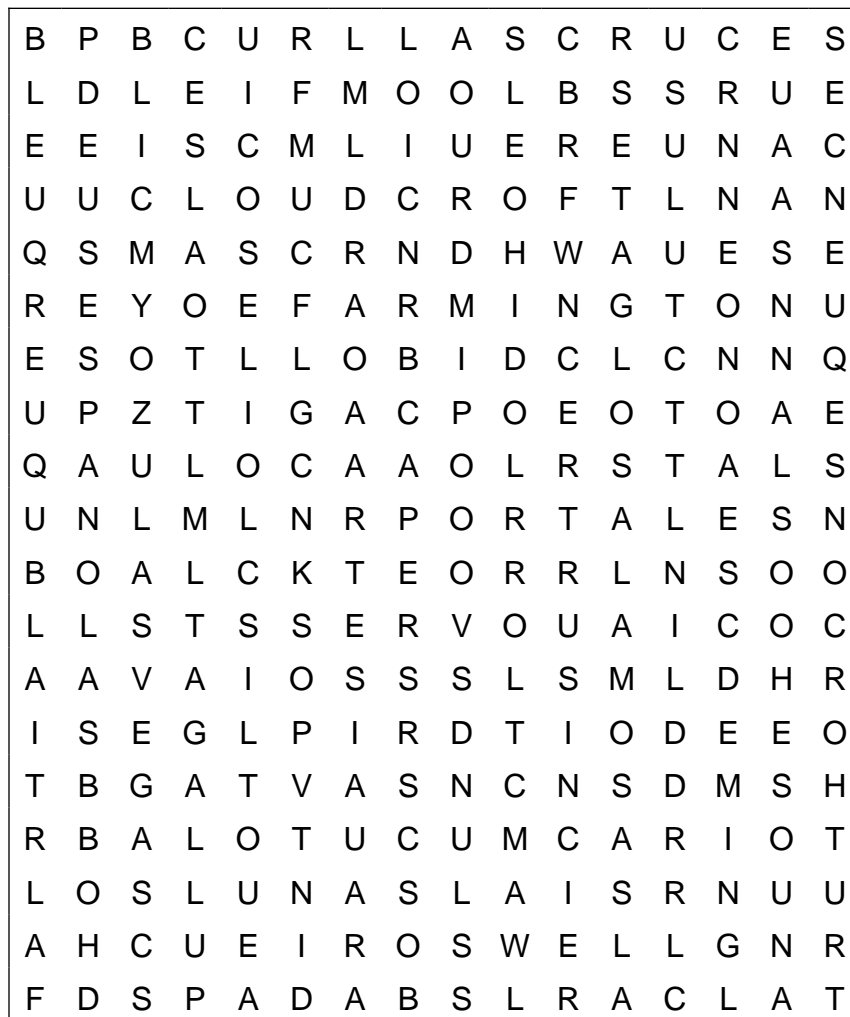 B P B C U R L L A S C R U C E S
L D L E I F M O O L B S S R U E
E E I S C M L I U E R E U N A C
U U C L O U D C R O F T L N A N
Q S M A S C R N D H W A U E S E
R E Y O E F A R M I N G T O N U
E S O T L L O B I D C L C N N Q
U P Z T I G A C P O E O T O A E
Q A U L O C A A O L R S T A L S
U N L M L N R P O R T A L E S N
B O A L C K T E O R R L N S O O
L L S T S S E R V O U A I C O C
A A V A I O S S S L S M L D H R
I S E G L P I R D T I O D E E O
T B G A T V A S N C N S D M S H
R B A L O T U C U M C A R I O T
L O S L U N A S L A I S R N U U
A H C U E I R O S W E L L G N R
F D S P A D A B S L R A C L A T